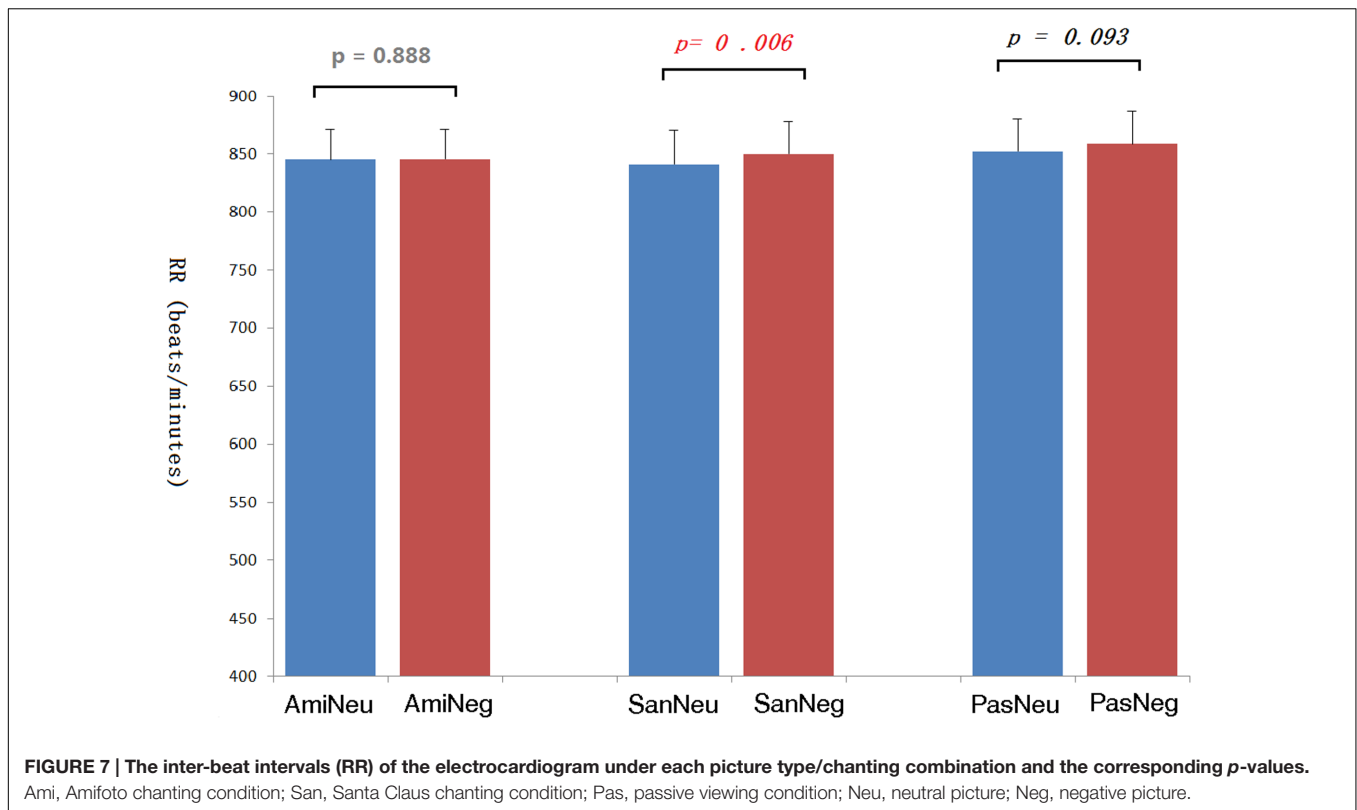 p = 0.888
p= 0 .006
p = 0.093
900
850
800
750
700
650
600
550
500
450
400
RR (beats/minutes)
AmiNeu AmiNeg SanNeu SanNeg PasNeu PasNeg
FIGURE 7 | The inter-beat intervals (RR) of the electrocardiogram under each picture type/chanting combination and the corresponding p-values.
Ami, Amifoto chanting condition; San, Santa Claus chanting condition; Pas, passive viewing condition; Neu, neutral picture; Neg, negative picture.